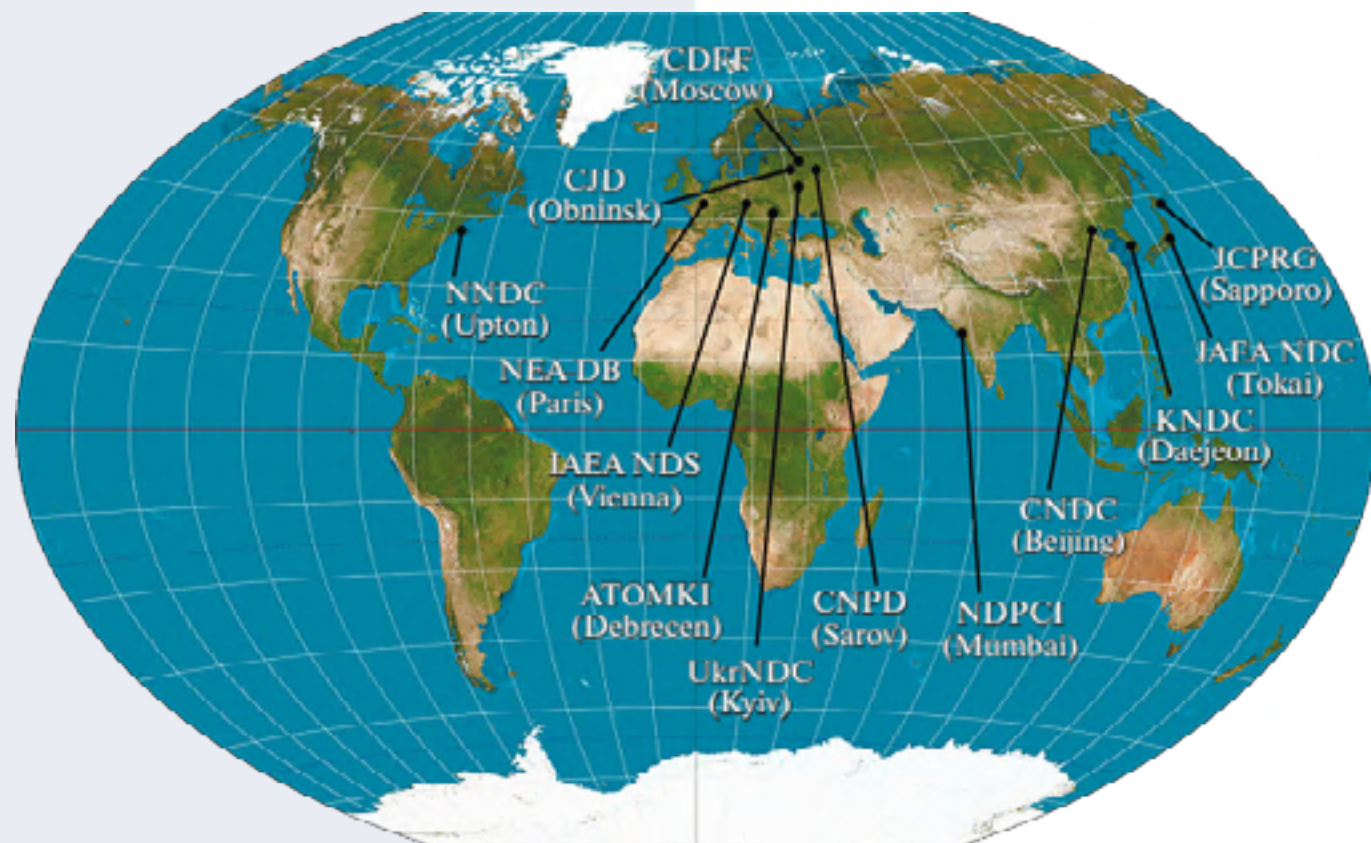 CDFE
(Moscow)
CJD
(Obninsk)
NNDC
(Upton)
NEA DB
(Paris)
IAEA NDS
(Vienna)
ATOMKI
(Debrecen)
UkrNDC
(Kyiv)
CNPD
(Sarov)
NDPCI
(Mumbai)
CNDC
(Beijing)
KNDC
(Daejeon)
JAEA NDC
(Tokai)
JCPRG
(Sapporo)